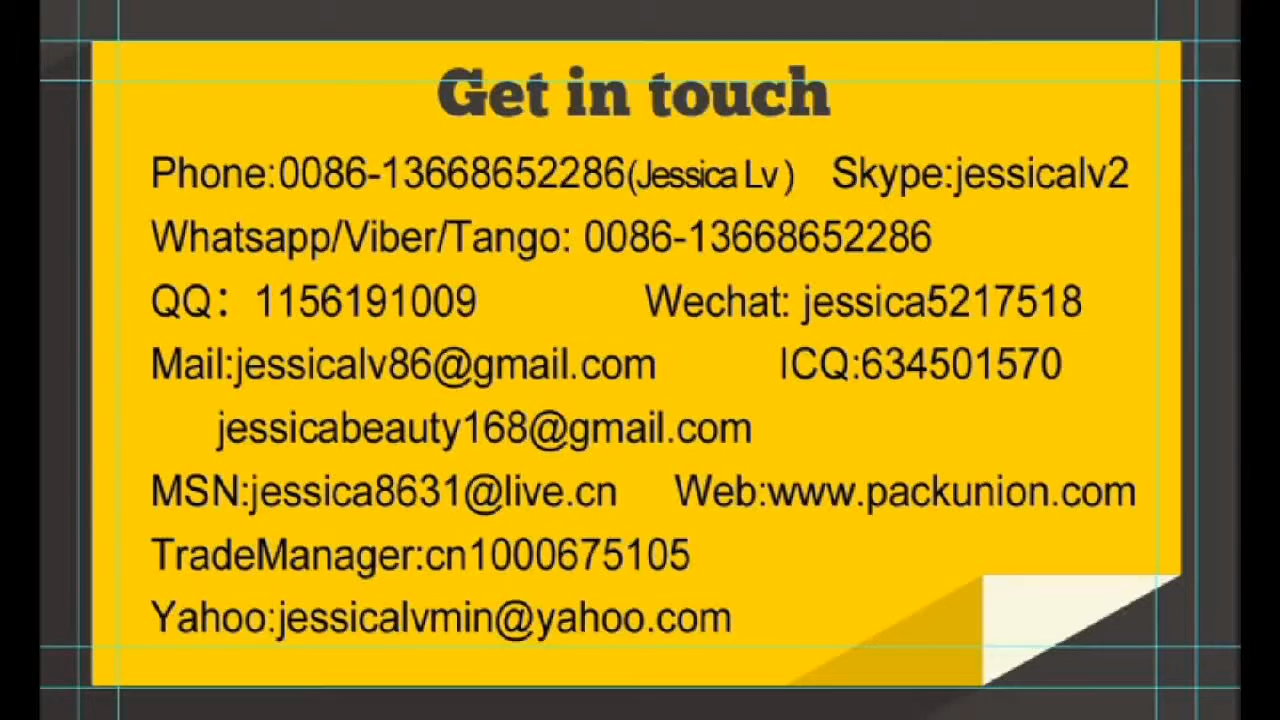 Get in touch
Phone:0086-13668652286(Jessica Lv ) Skype:jessicalv2
Whatsapp/Viber/Tango: 0086-13668652286
QQ：1156191009 Wechat: jessica5217518
Mail:jessicalv86@gmail.com ICQ:634501570
jessicabeauty168@gmail.com
MSN:jessica8631@live.cn Web:www.packunion.com
TradeManager:cn1000675105
Yahoo:jessicalvmin@yahoo.com